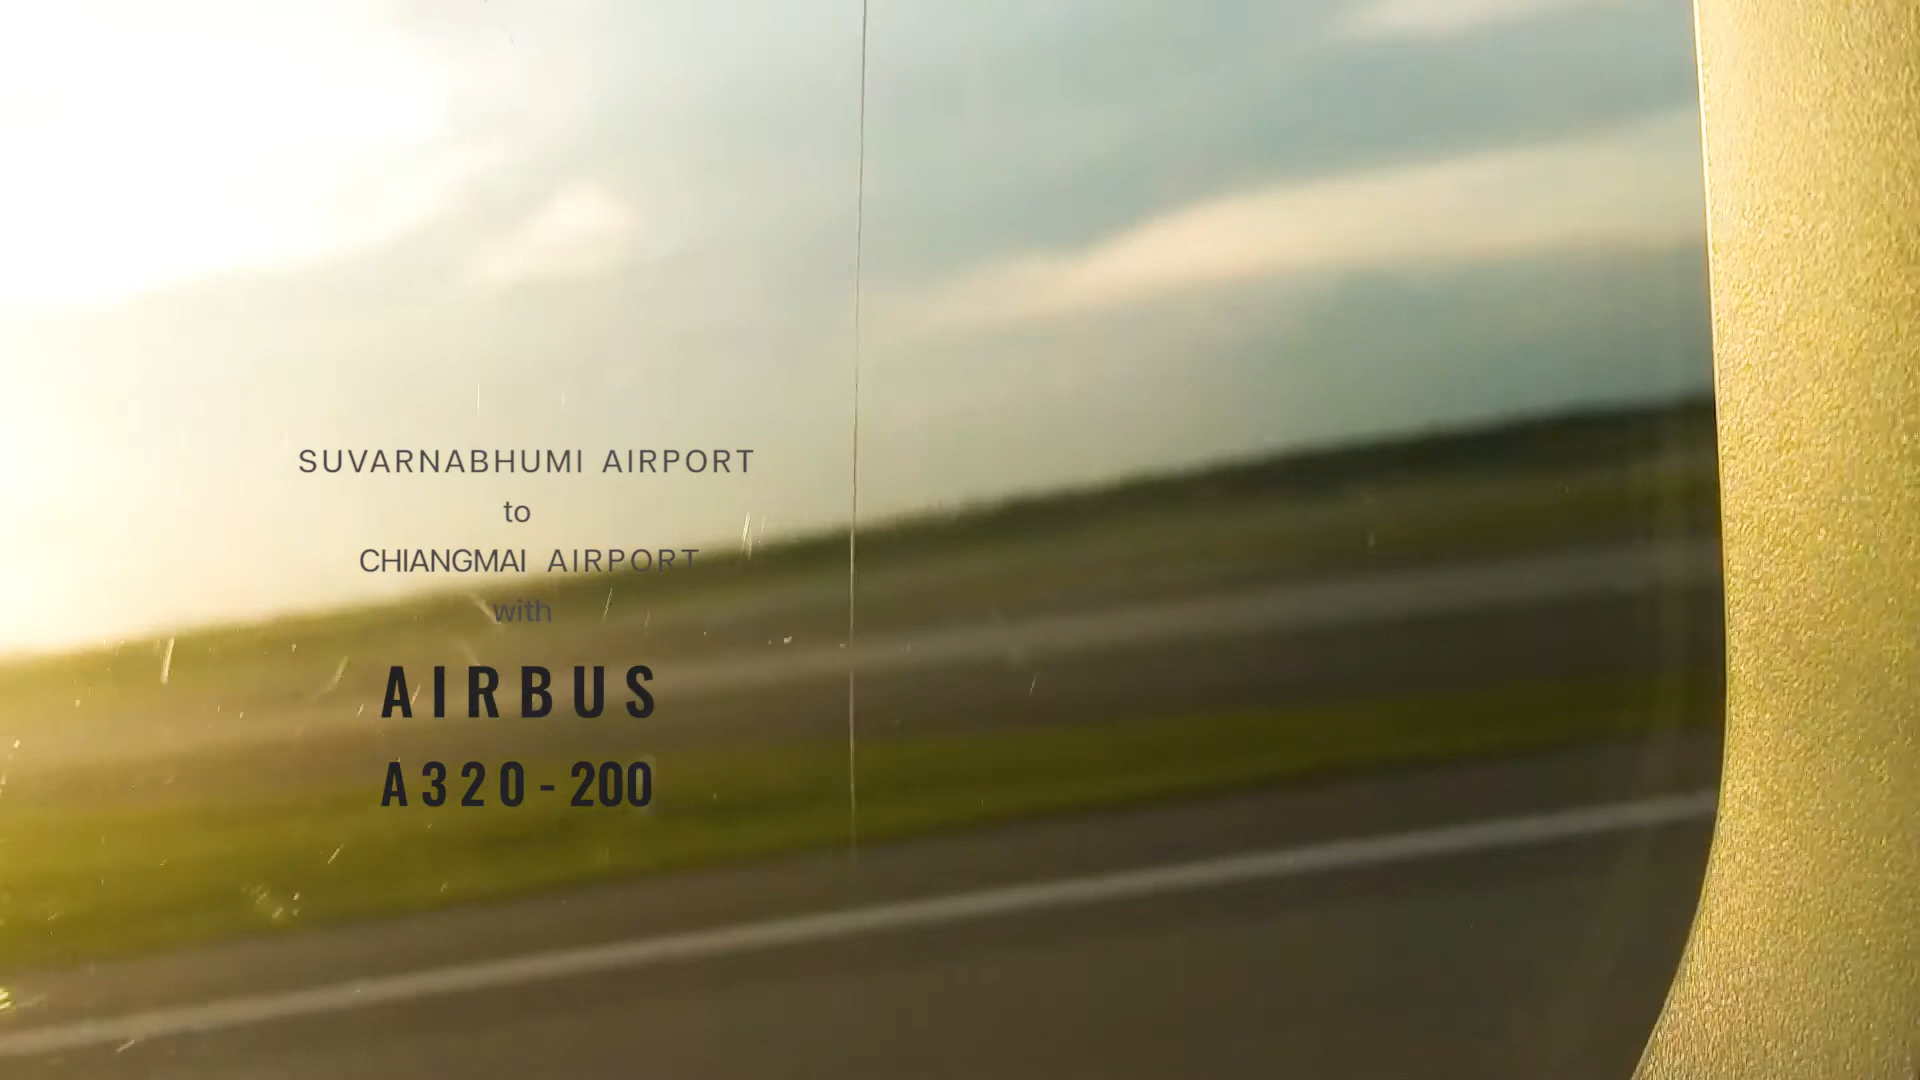 SUVARNABHUMI AIRPORT
to
CHIANGMAI AIRPORT
with
AIRBUS
A320-200